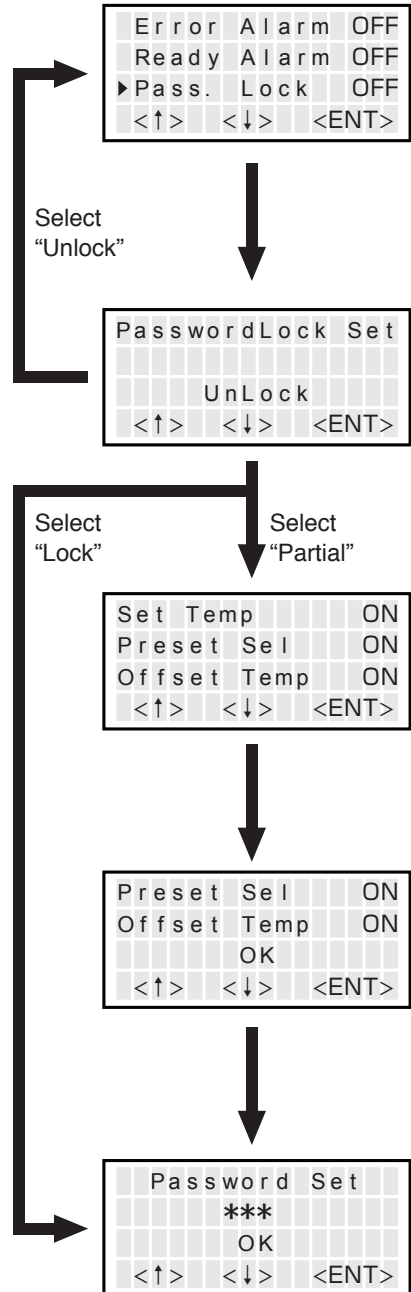 Error Alarm OFF
Ready Alarm OFF
▶Pass. Lock OFF
<↑> <↓> <ENT>
Select
“Unlock”
PasswordLock Set
UnLock
<↑> <↓> <ENT>
Select
“Lock”
Select
“Partial”
Set Temp ON
Preset Sel ON
Offset Temp ON
<↑> <↓> <ENT>
Preset Sel ON
Offset Temp ON
OK
<↑> <↓> <ENT>
Password Set
***
OK
<↑> <↓> <ENT>